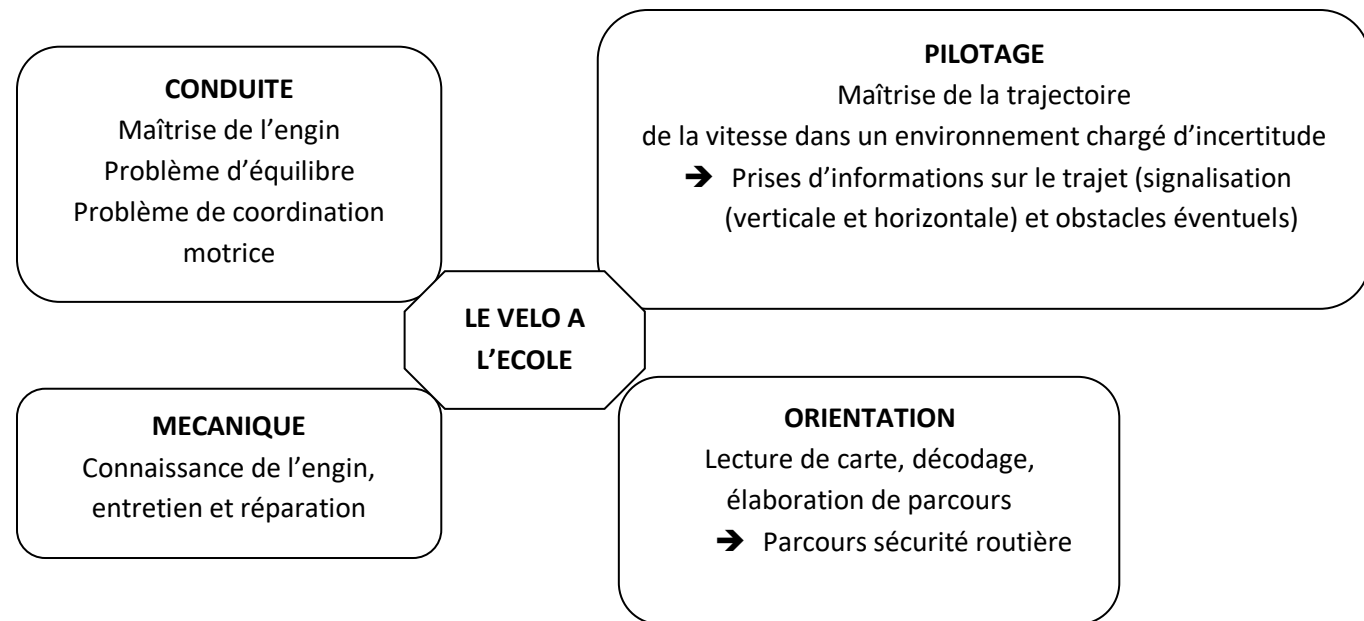 CONDUITE
Maîtrise de l’engin
Problème d’équilibre
Problème de coordination
motrice
PILOTAGE
Maîtrise de la trajectoire
de la vitesse dans un environnement chargé d’incertitude
➔ Prises d’informations sur le trajet (signalisation
(verticale et horizontale) et obstacles éventuels)
LE VELO A
L’ECOLE
MECANIQUE
Connaissance de l’engin,
entretien et réparation
ORIENTATION
Lecture de carte, décodage,
élaboration de parcours
➔ Parcours sécurité routière